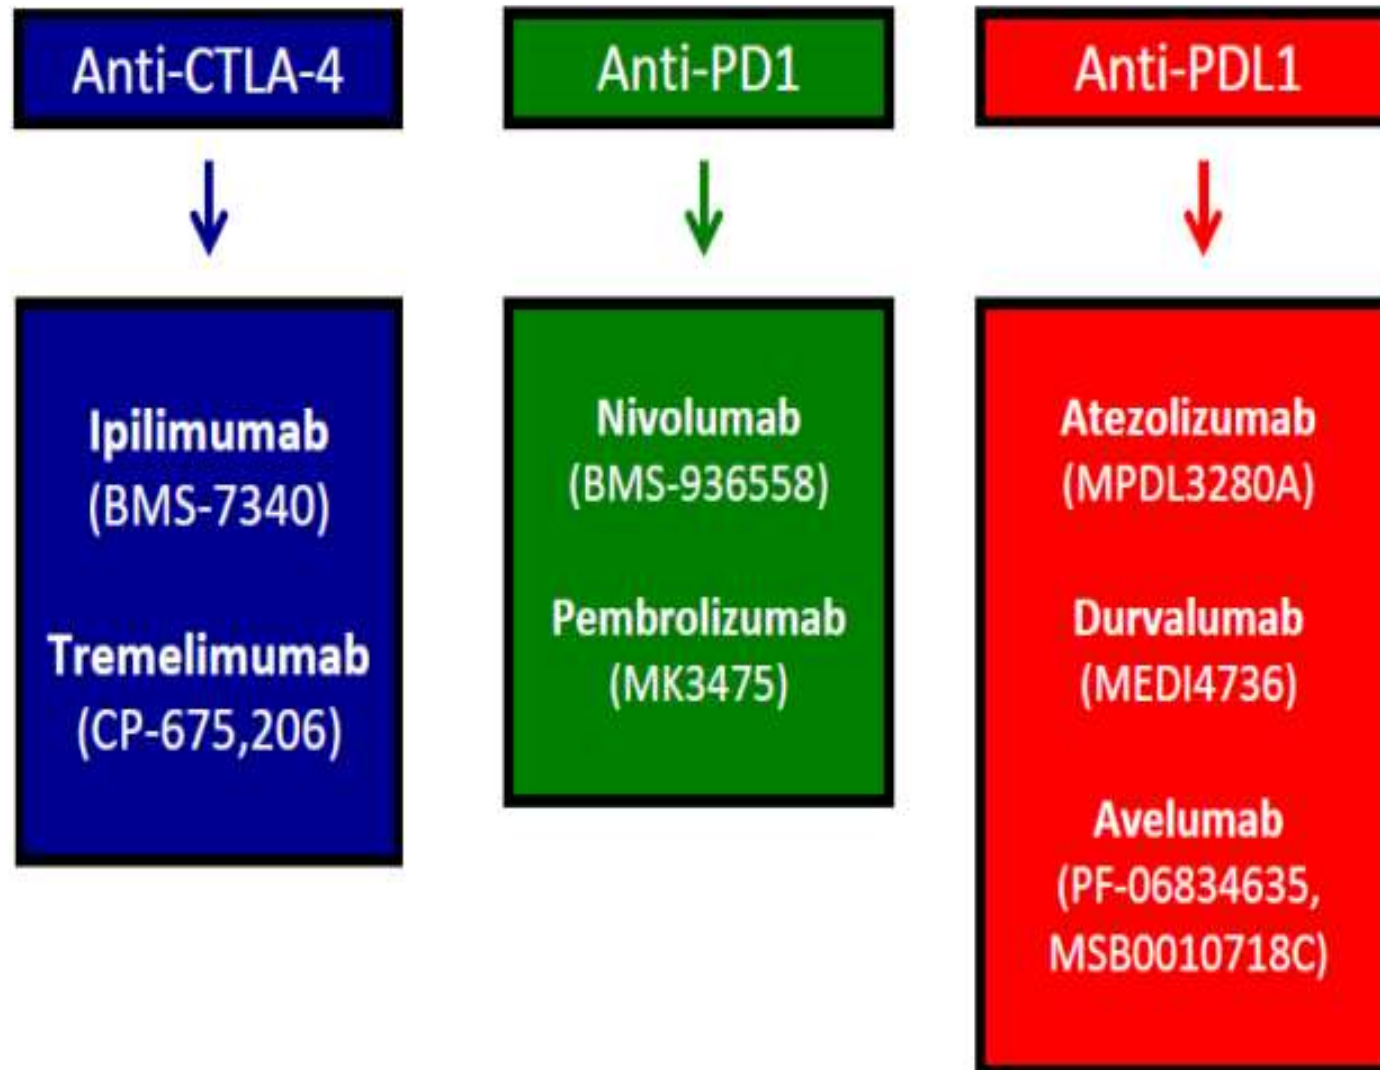 Anti-CTLA-4
Ipilimumab
(BMS-7340)
Tremelimumab
(CP-675,206)
Anti-PD1
Nivolumab
(BMS-936558)
Pembrolizumab
(MK3475)
Anti-PDL1
Atezolizumab
(MPDL3280A)
Durvalumab
(MEDI4736)
Avelumab
(PF-06834635,
MSB0010718C)